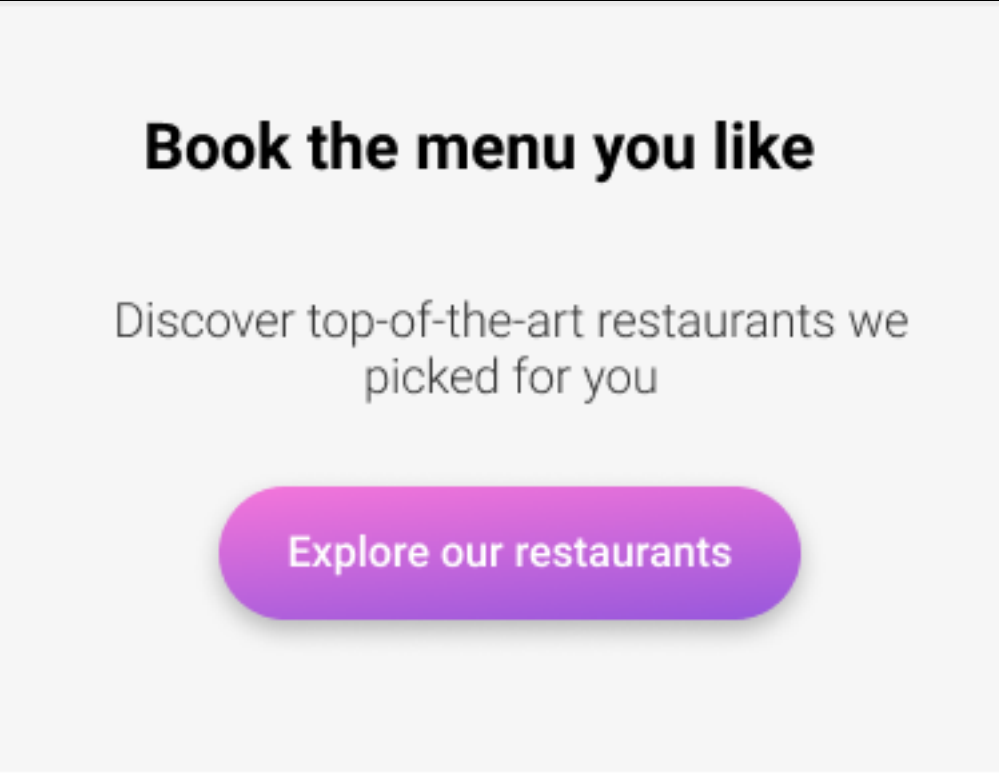 Book the menu you like
Discover top-of-the-art restaurants we
picked for you
Explore our restaurants